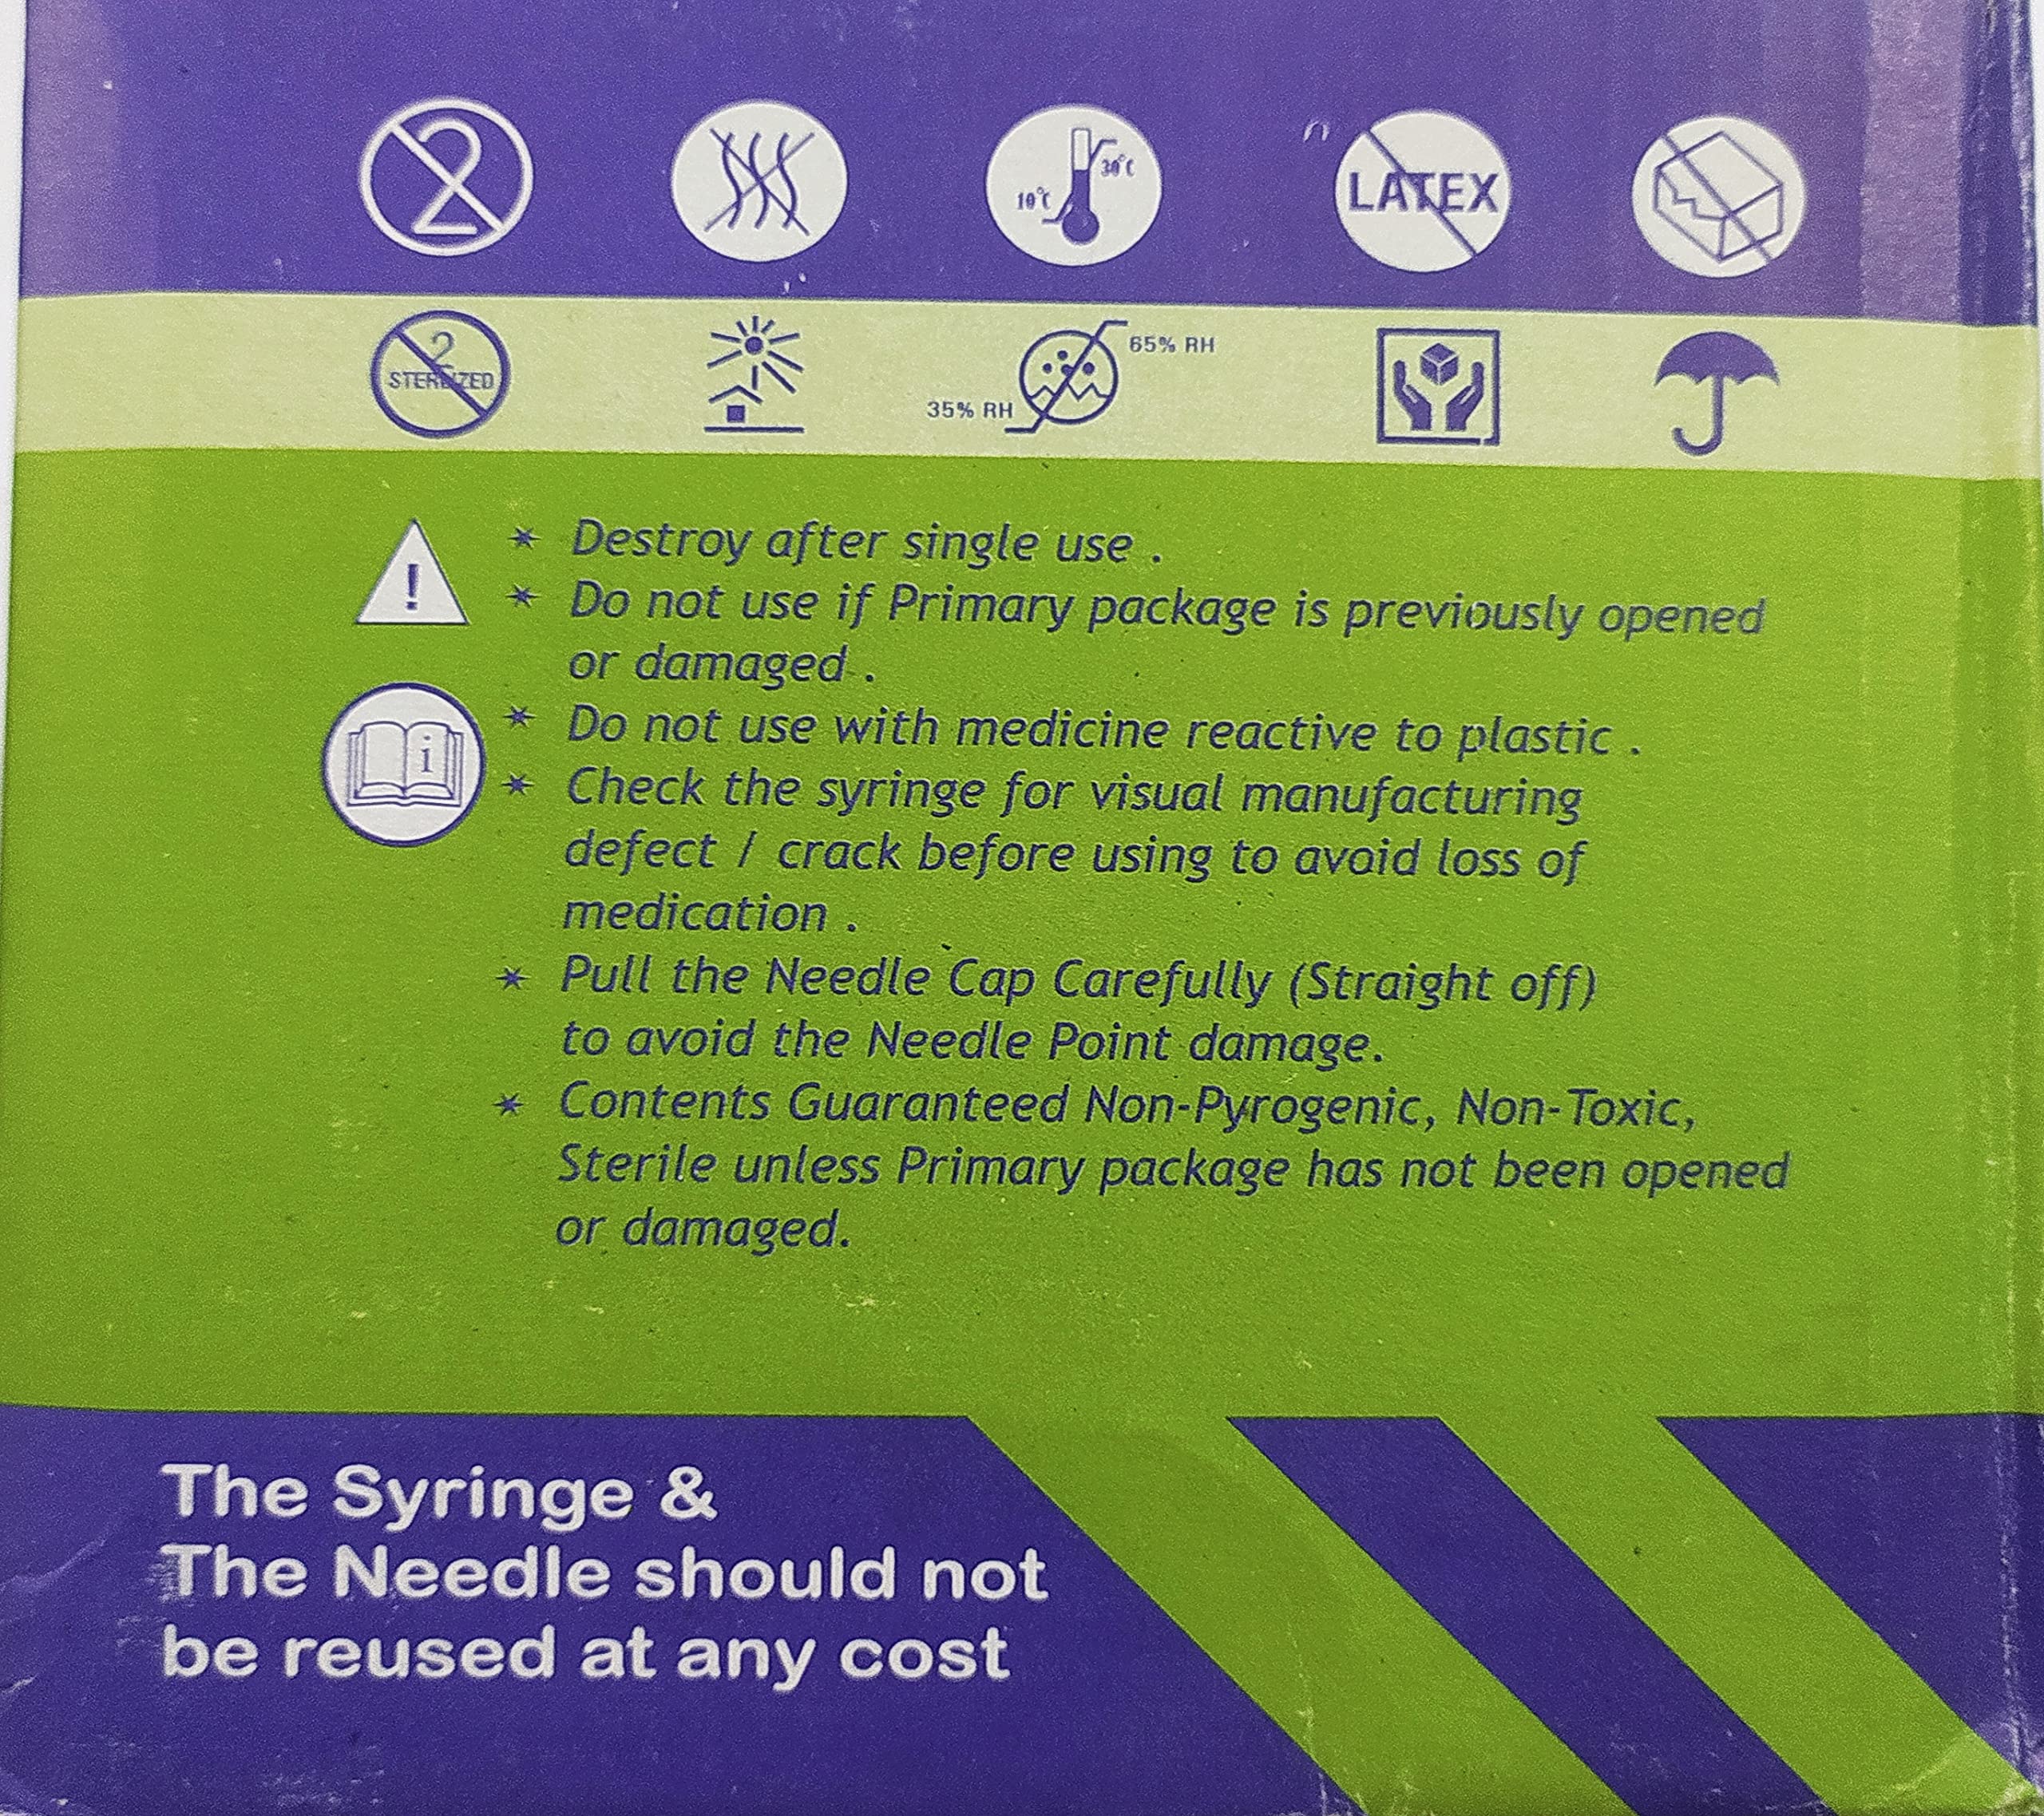 2
30°C
10°C
LATEX
2
STERILIZED
65% RH
35% RH
! * Destroy after single use .
* Do not use if Primary package is previously opened
or damaged .
i * Do not use with medicine reactive to plastic .
* Check the syringe for visual manufacturing
defect / crack before using to avoid loss of
medication .
* Pull the Needle Cap Carefully (Straight off)
to avoid the Needle Point damage.
* Contents Guaranteed Non-Pyrogenic, Non-Toxic,
Sterile unless Primary package has not been opened
or damaged.
The Syringe &
The Needle should not
be reused at any cost